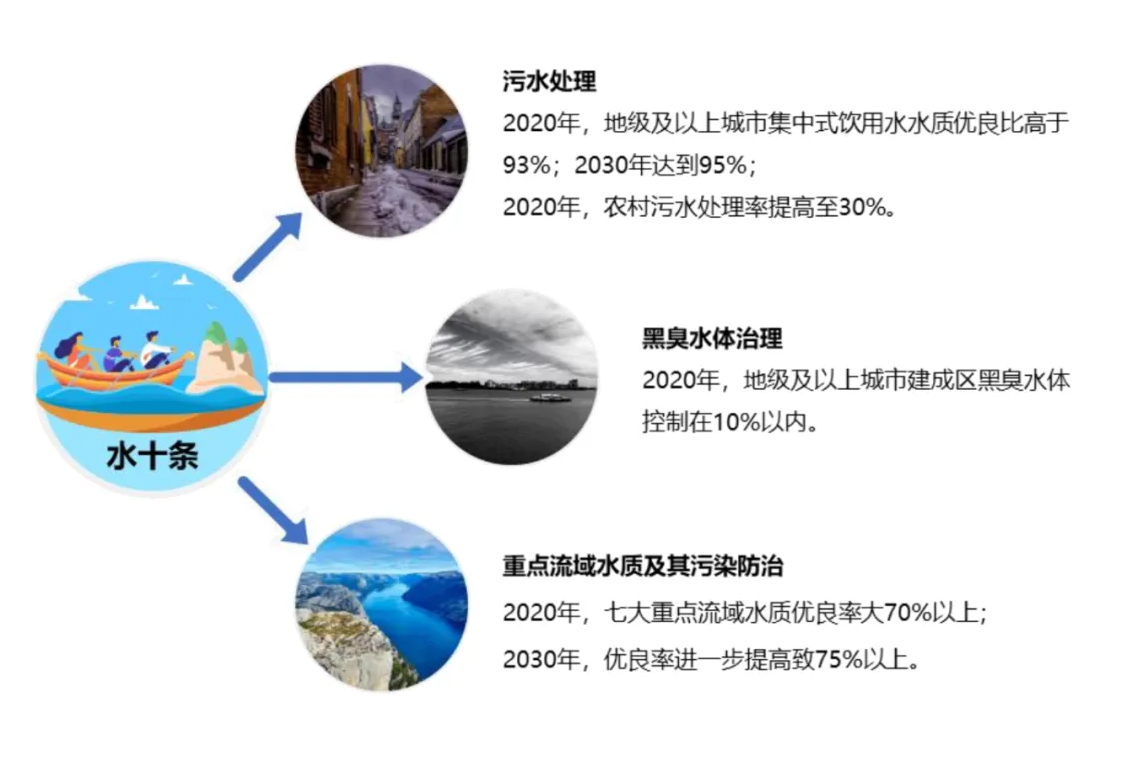 污水处理
2020年，地级及以上城市集中式饮用水水质优良比高于
93%；2030年达到95%；
2020年，农村污水处理率提高至30%。
水十条
黑臭水体治理
2020年，地级及以上城市建成区黑臭水体
控制在10%以内。
重点流域水质及其污染防治
2020年，七大重点流域水质优良率大70%以上；
2030年，优良率进一步提高致75%以上。